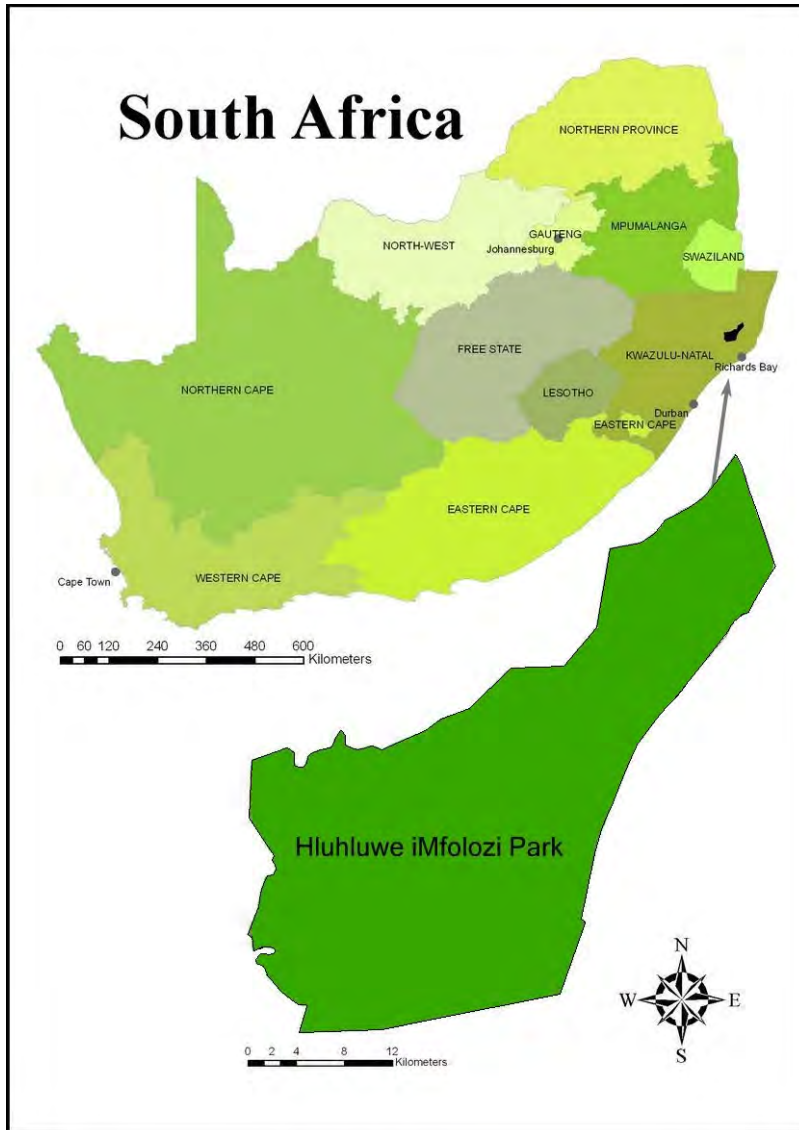 South Africa
NORTHERN PROVINCE
MPUMALANGA
GAUTENG
NORTH-WEST
Johannesburg
SWAZILAND
FREE STATE
KWAZULU-NATAL
Richards Bay
NORTHERN CAPE
LESOTHO
Durban
EASTERN CAPE
EASTERN CAPE
WESTERN CAPE
Cape Town
0 60 120 240 360 480 600
Kilometers
Hluhluwe iMfolozi Park
N
W E
S
0 2 4 8 12
Kilometers